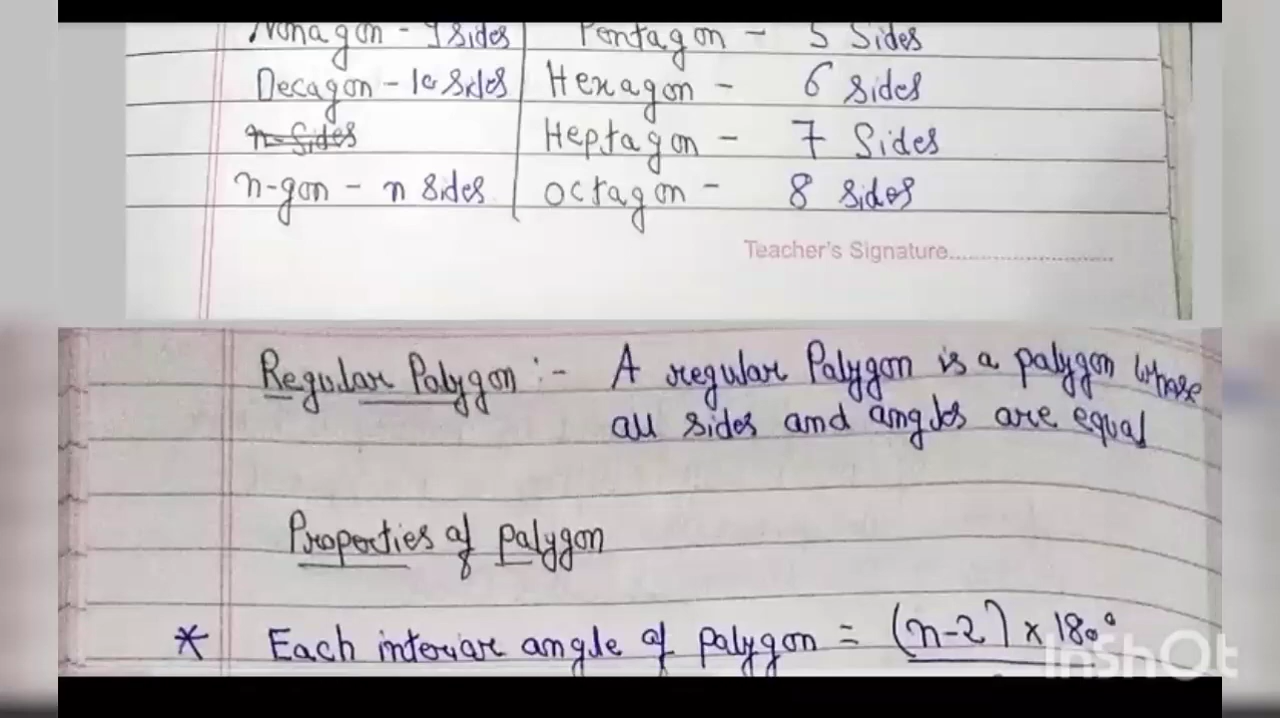 Nonagon - 9 sides Pentagon - 5 Sides
Decagon - 10 sides Hexagon - 6 sides
n-Sides Heptagon - 7 Sides
n-gon - n sides octagon - 8 sides
Teacher's Signature
Regular Polygon :- A regular Polygon is a polygon whose
all sides and angles are equal
Properties of polygon
* Each interior angle of polygon = (n-2) × 180°
InShOt